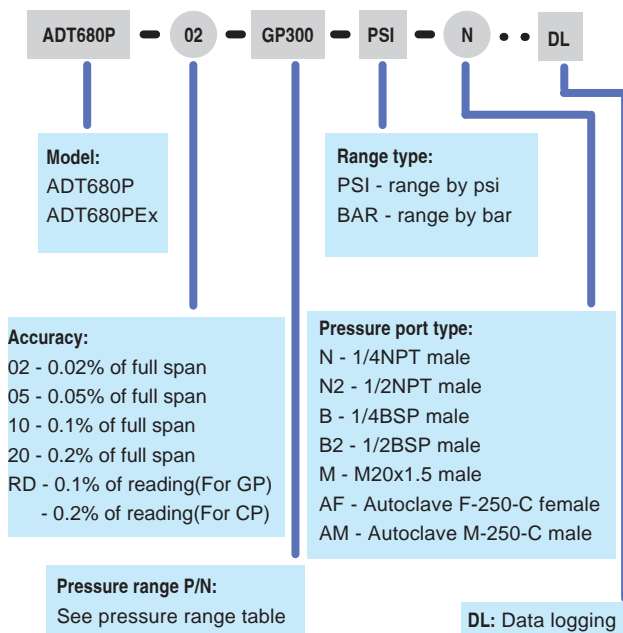 ADT680P 02 GP300 PSI N DL
Model:
ADT680P
ADT680PEx
Range type:
PSI - range by psi
BAR - range by bar
Accuracy:
02 - 0.02% of full span
05 - 0.05% of full span
10 - 0.1% of full span
20 - 0.2% of full span
RD - 0.1% of reading(For GP)
- 0.2% of reading(For CP)
Pressure port type:
N - 1/4NPT male
N2 - 1/2NPT male
B - 1/4BSP male
B2 - 1/2BSP male
M - M20x1.5 male
AF - Autoclave F-250-C female
AM - Autoclave M-250-C male
Pressure range P/N:
See pressure range table
DL: Data logging